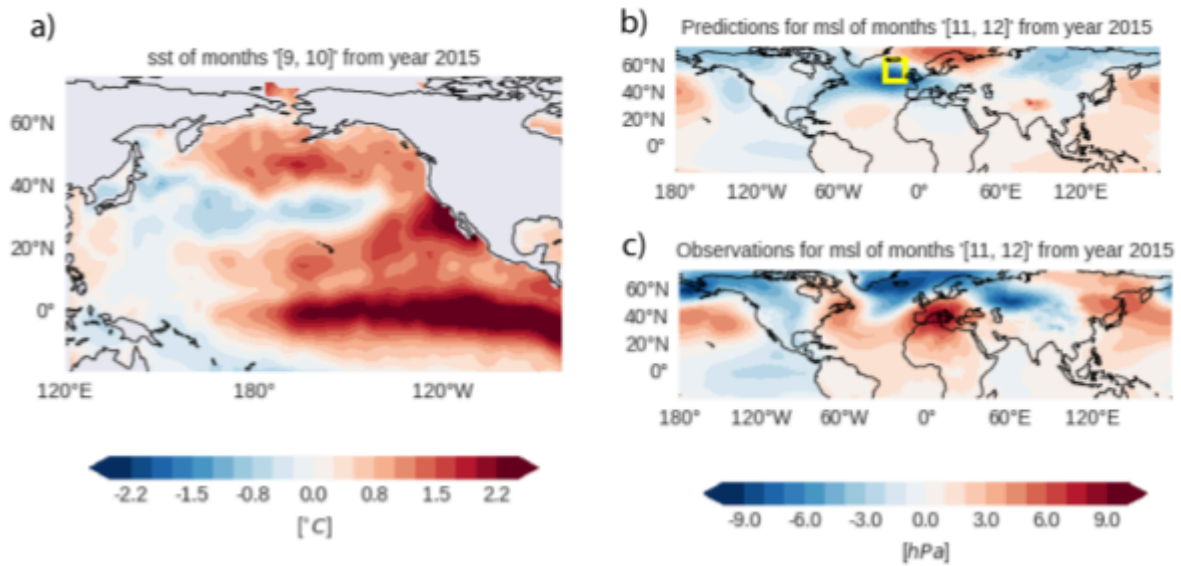 a)
sst of months '[9, 10]' from year 2015
60°N
40°N
20°N
0°
120°E
180°
120°W
-2.2
-1.5
-0.8
0.0
0.8
1.5
2.2
[°C]
b)
Predictions for msl of months '[11, 12]' from year 2015
60°N
40°N
20°N
0°
180°
120°W
60°W
0°
60°E
120°E
c)
Observations for msl of months '[11, 12]' from year 2015
60°N
40°N
20°N
0°
180°
120°W
60°W
0°
60°E
120°E
-9.0
-6.0
-3.0
0.0
3.0
6.0
9.0
[hPa]